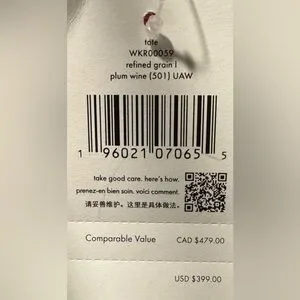 tote
WKR00059
refined grain l
plum wine (501) UAW
1 96021 07065 5
take good care. here's how.
prenez-en bien soin. voici comment.
请妥善维护。这里是具体做法。
Comparable Value CAD $479.00
USD $399.00